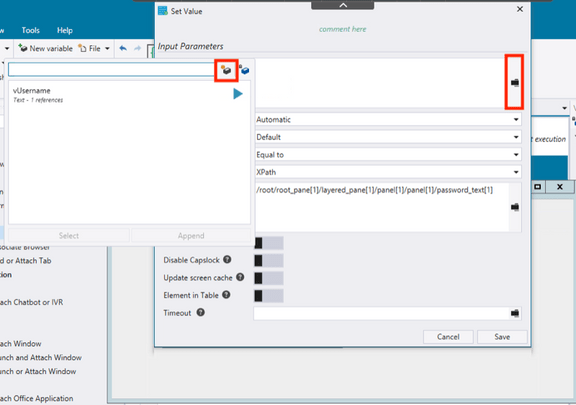 Set Value
comment here
w Tools Help
New variable File
Input Parameters
vUsername
Text - 1 references
Automatic
Default
execution
Equal to
XPath
/root/root_pane[1]/layered_pane[1]/panel[1]/panel[1]/password_text[1]
Select Append
ociate Browser
d or Attach Tab
Disable Capslock ?
tion
Update screen cache ?
Element in Table ?
ach Chatbot or IVR
Timeout ?
Cancel Save
ach Window
unch and Attach Window
unch or Attach Window
ach Office Application